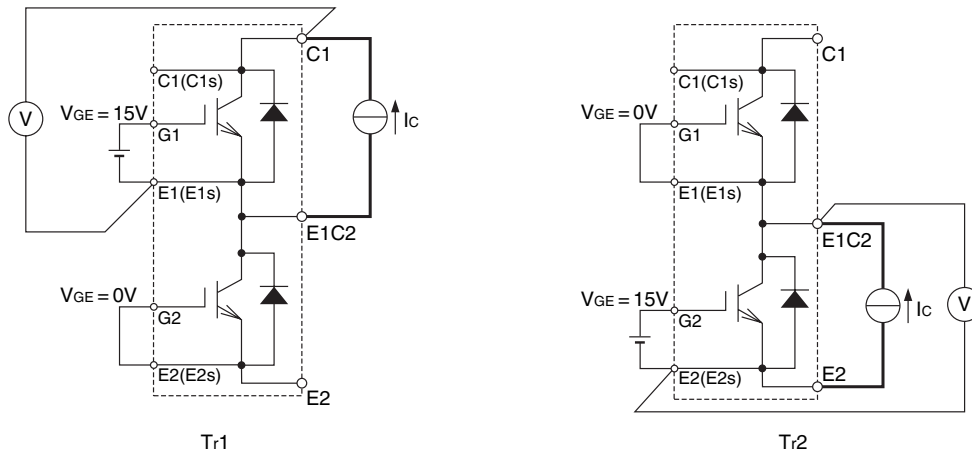 C1
C1(C1s)
VGE = 15V
G1
V
IC
E1(E1s)
E1C2
VGE = 0V
G2
E2(E2s)
E2
Tr1
C1
C1(C1s)
VGE = 0V
G1
E1(E1s)
E1C2
VGE = 15V
G2
IC
V
E2(E2s)
E2
Tr2